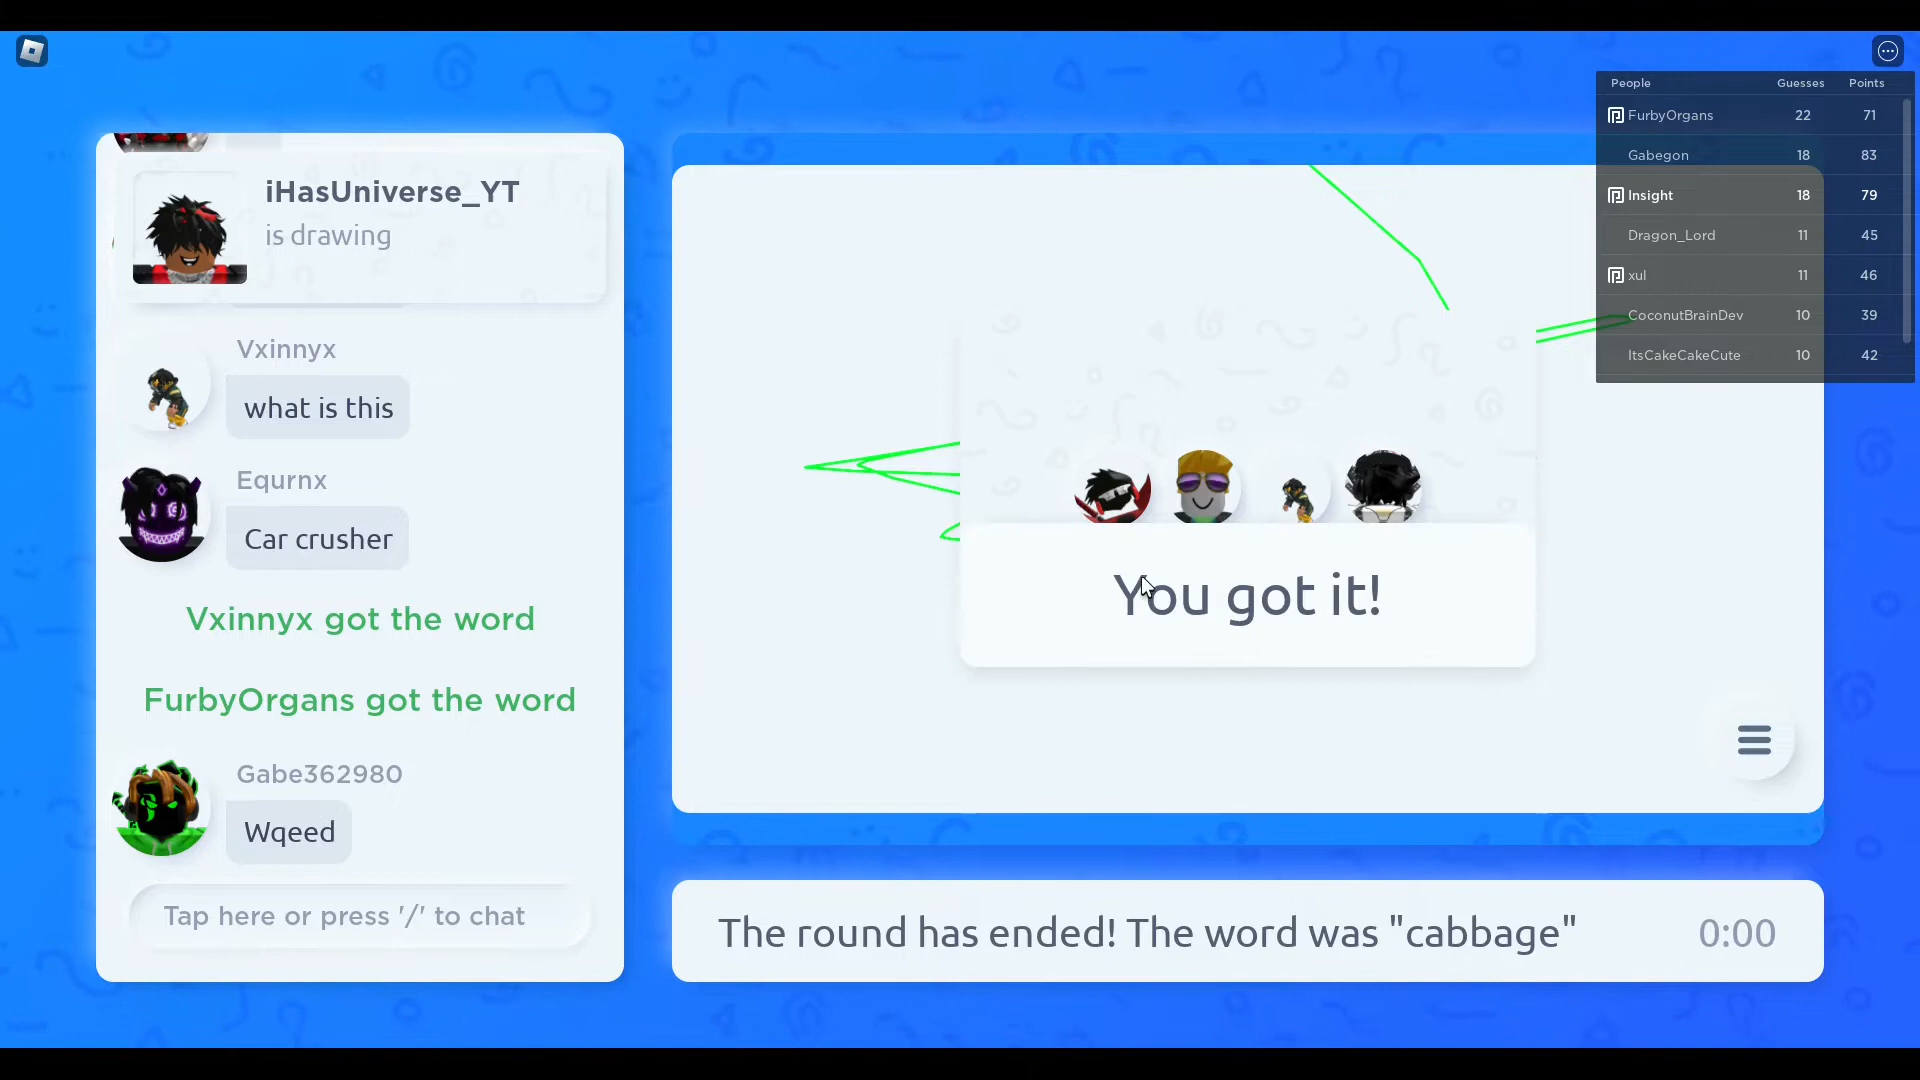 iHasUniverse_YT
is drawing
Vxinnyx
what is this
Equrnx
Car crusher
Vxinnyx got the word
FurbyOrgans got the word
Gabe362980
Wqeed
Tap here or press '/' to chat
You got it!
The round has ended! The word was "cabbage" 0:00
People Guesses Points
FurbyOrgans 22 71
Gabegon 18 83
Insight 18 79
Dragon_Lord 11 45
xul 11 46
CoconutBrainDev 10 39
ItsCakeCakeCute 10 42